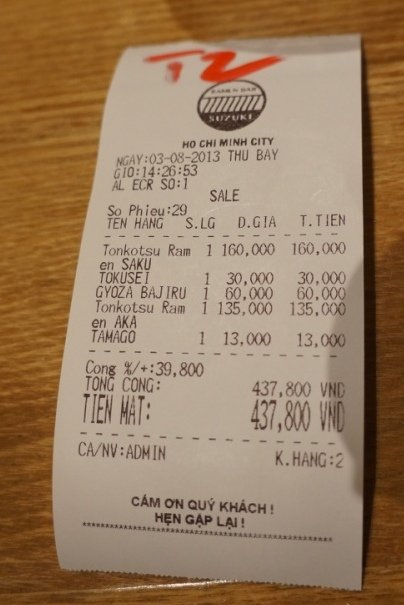 T2
RAMEN BAR
SUZUKI
HO CHI MINH CITY
NGAY:03-08-2013 THU BAY
GIO:14:26:53
AL ECR SO:1
SALE
So Phieu:29
TEN HANG S.LG D.GIA T.TIEN
Tonkotsu Ram 1 160,000 160,000
en SAKU
TOKUSEI 1 30,000 30,000
GYOZA BAJIRU 1 60,000 60,000
Tonkotsu Ram 1 135,000 135,000
en AKA
TAMAGO 1 13,000 13,000
Cong %/+:39,800
TONG CONG: 437,800 VND
TIEN MAT: 437,800 VND
CA/NV:ADMIN K.HANG:2
CÁM ƠN QUÝ KHÁCH !
HẸN GẶP LẠI !